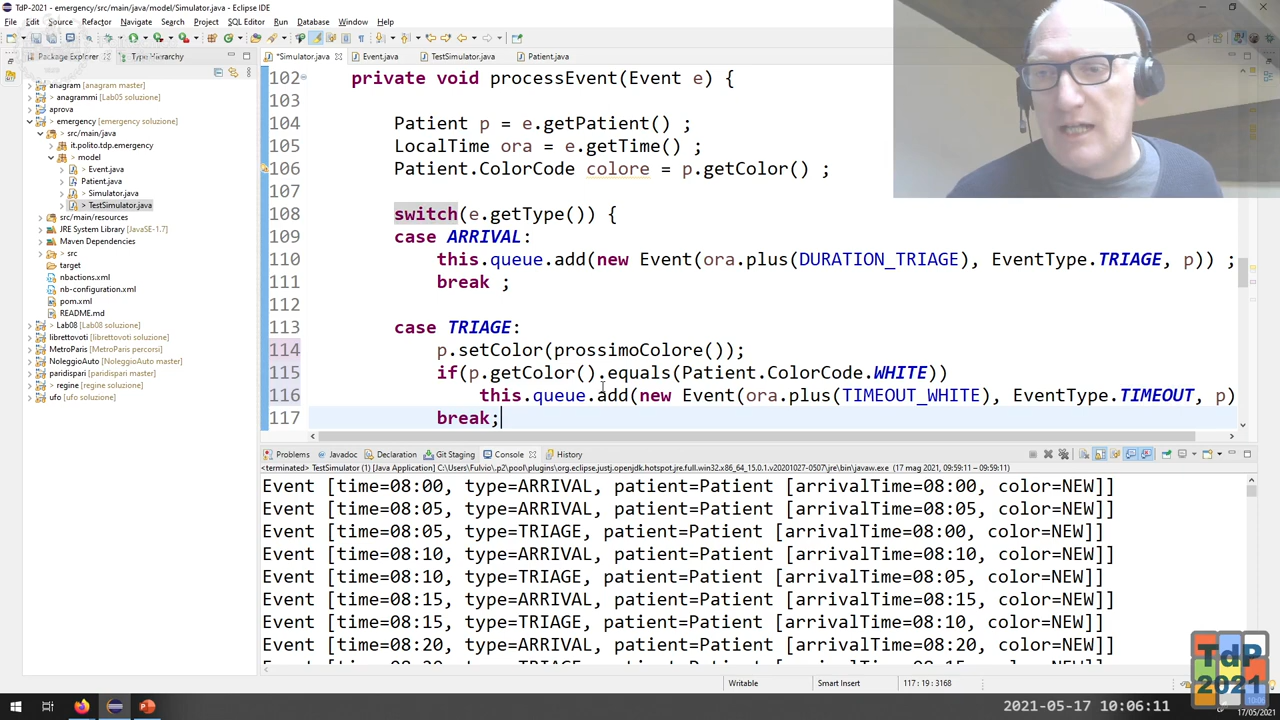 TdP-2021 - emergency/src/main/java/model/Simulator.java - Eclipse IDE
File Edit Source Refactor Navigate Search Project SQL Editor Run Database Window Help
Package Explorer Type Hierarchy
*Simulator.java Event.java TestSimulator.java Patient.java
anagram [anagram master]
> anagrammi [Lab05 soluzione]
aprova
> emergency [emergency soluzione]
> src/main/java
it.polito.tdp.emergency
> model
> Event.java
Patient.java
> Simulator.java
> TestSimulator.java
src/main/resources
JRE System Library [JavaSE-1.7]
Maven Dependencies
> src
target
nbactions.xml
nb-configuration.xml
pom.xml
README.md
> Lab08 [Lab08 soluzione]
librettovoti [librettovoti master]
MetroParis [MetroParis percorsi]
NoleggioAuto [NoleggioAuto master]
paridispari [paridispari master]
> regine [regine soluzione]
ufo [ufo soluzione]
102 private void processEvent(Event e) {
103
104 Patient p = e.getPatient() ;
105 LocalTime ora = e.getTime() ;
106 Patient.ColorCode colore = p.getColor() ;
107
108 switch(e.getType()) {
109 case ARRIVAL:
110 this.queue.add(new Event(ora.plus(DURATION_TRIAGE), EventType.TRIAGE, p)) ;
111 break ;
112
113 case TRIAGE:
114 p.setColor(prossimoColore());
115 if(p.getColor().equals(Patient.ColorCode.WHITE))
116 this.queue.add(new Event(ora.plus(TIMEOUT_WHITE), EventType.TIMEOUT, p)
117 break;
Problems Javadoc Declaration Git Staging Console History
<terminated> TestSimulator (1) [Java Application] C:\Users\Fulvio\.p2\pool\plugins\org.eclipse.justj.openjdk.hotspot.jre.full.win32.x86_64_15.0.1.v20201027-0507\jre\bin\javaw.exe (17 mag 2021, 09:59:11 – 09:59:11)
Event [time=08:00, type=ARRIVAL, patient=Patient [arrivalTime=08:00, color=NEW]]
Event [time=08:05, type=ARRIVAL, patient=Patient [arrivalTime=08:05, color=NEW]]
Event [time=08:05, type=TRIAGE, patient=Patient [arrivalTime=08:00, color=NEW]]
Event [time=08:10, type=ARRIVAL, patient=Patient [arrivalTime=08:10, color=NEW]]
Event [time=08:10, type=TRIAGE, patient=Patient [arrivalTime=08:05, color=NEW]]
Event [time=08:15, type=ARRIVAL, patient=Patient [arrivalTime=08:15, color=NEW]]
Event [time=08:15, type=TRIAGE, patient=Patient [arrivalTime=08:10, color=NEW]]
Event [time=08:20, type=ARRIVAL, patient=Patient [arrivalTime=08:20, color=NEW]]
Writable Smart Insert 117 : 19 : 3168
TdP
2021
2021-05-17 10:06:11
10:06
17/05/2021